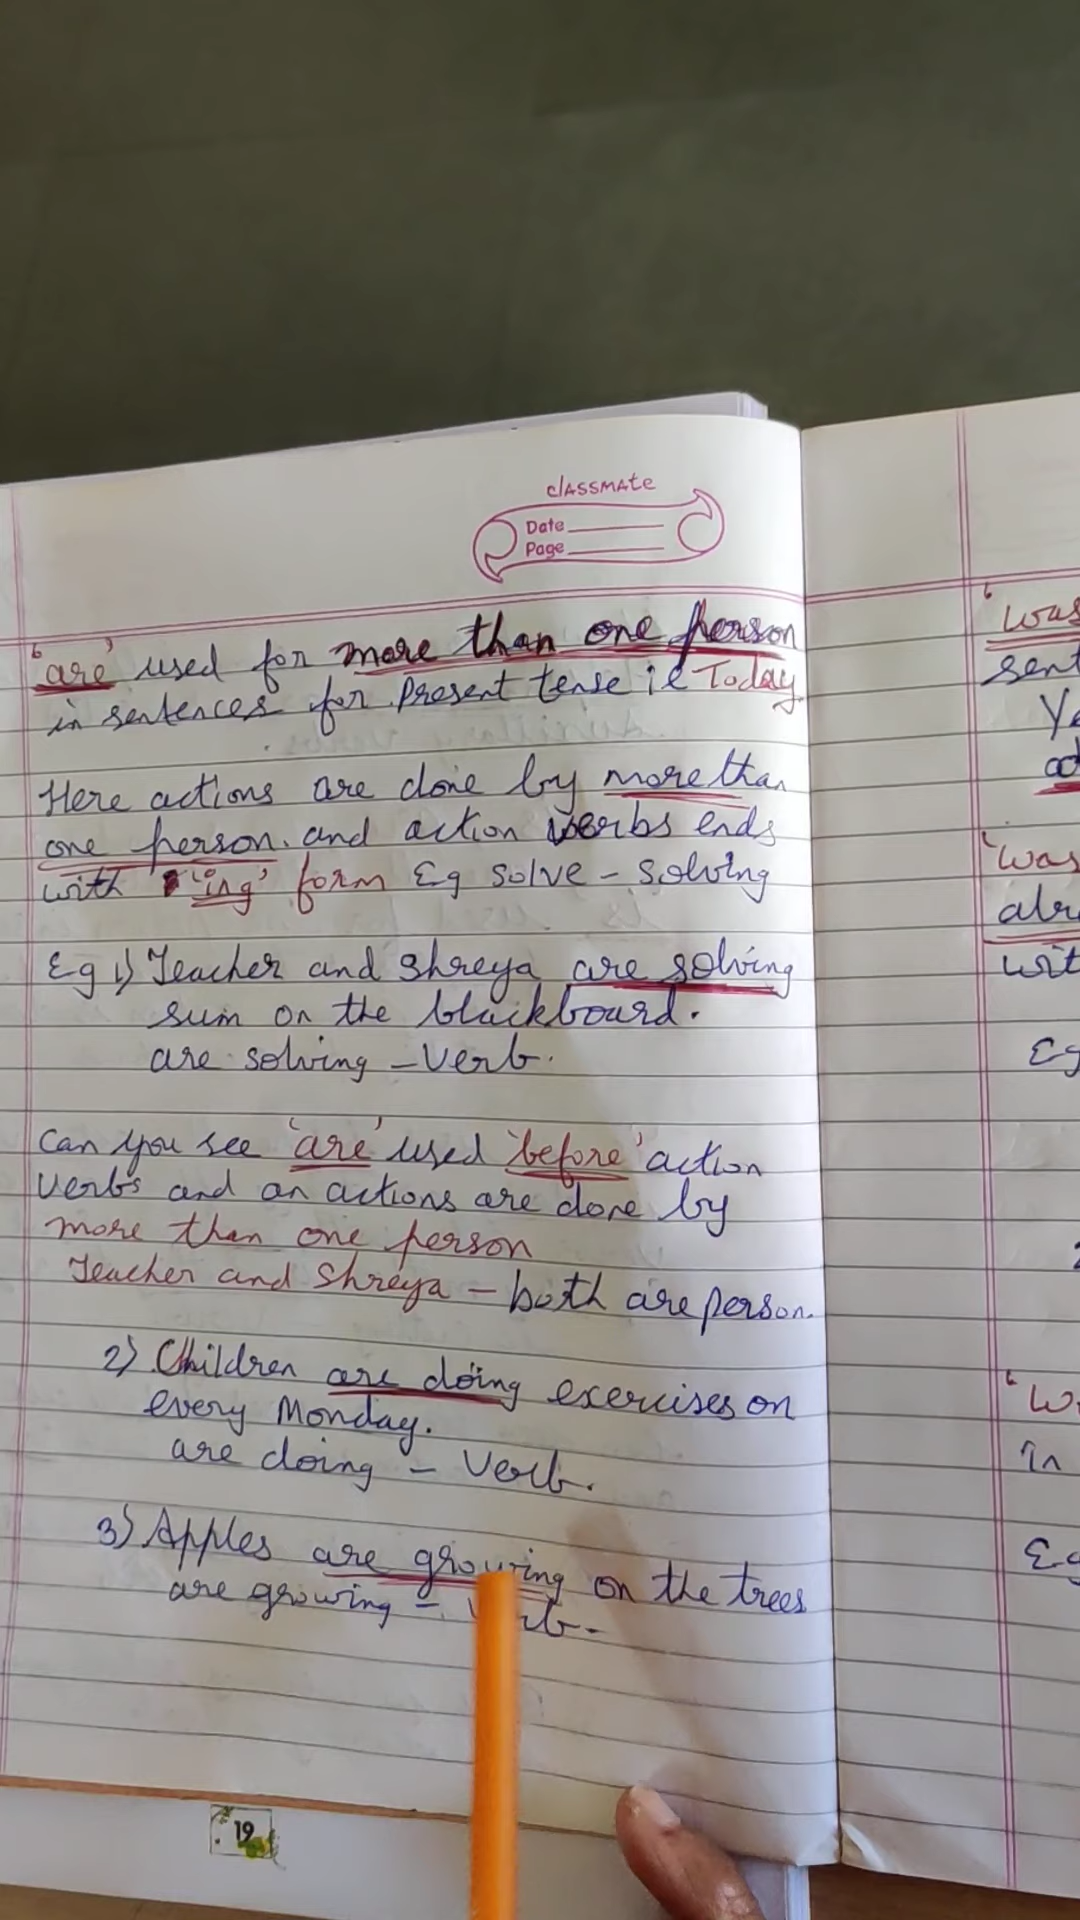 classmate
Date
Page
'are' used for more than one person
in sentences for present tense ie Today
Here actions are done by more than
one person. and action verbs ends
with 'ing' form Eg solve - solving
Eg 1) Teacher and Shreya are solving
sum on the blackboard.
are solving - Verb.
Can you see 'are' used 'before' action
verbs and an actions are done by
more than one person
Teacher and Shreya - both are person.
2) Children are doing exercises on
every Monday.
are doing - Verb.
3) Apples are growing on the trees
are growing -
19
'was
sent
'was
wit
Eg
In
Eg